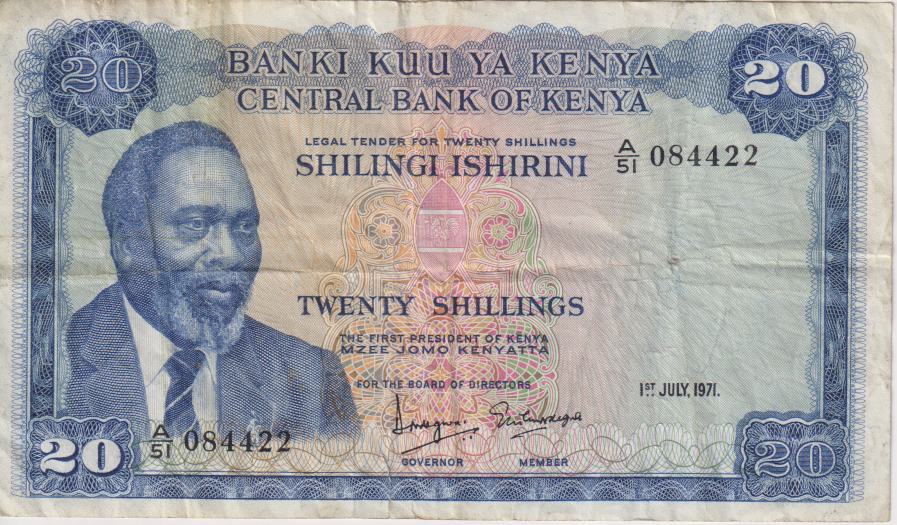 20 20
BANKI KUU YA KENYA
CENTRAL BANK OF KENYA
LEGAL TENDER FOR TWENTY SHILLINGS
SHILINGI ISHIRINI
A/51 084422
TWENTY SHILLINGS
THE FIRST PRESIDENT OF KENYA
MZEE JOMO KENYATTA
FOR THE BOARD OF DIRECTORS
1ST JULY, 1971.
A/51 084422
GOVERNOR MEMBER
20 20